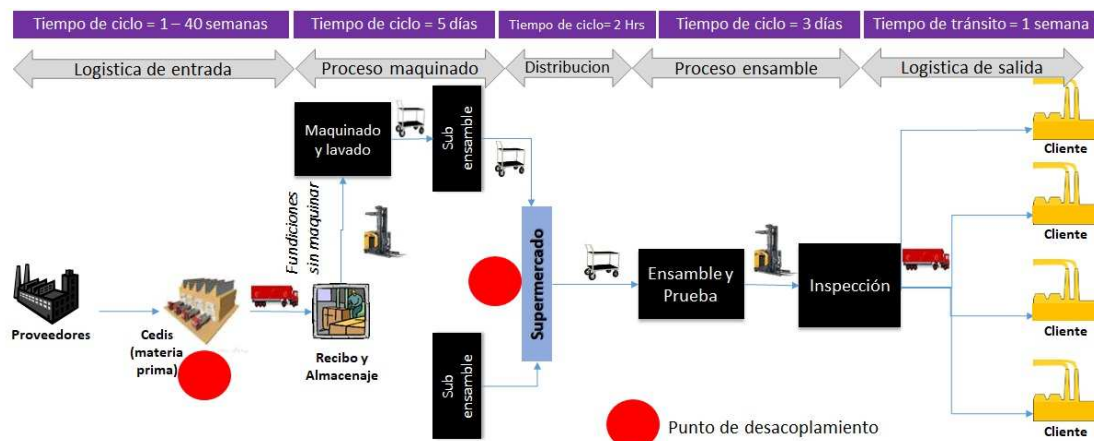 Tiempo de ciclo = 1 – 40 semanas
Tiempo de ciclo = 5 días
Tiempo de ciclo= 2 Hrs
Tiempo de ciclo = 3 días
Tiempo de tránsito = 1 semana
Logistica de entrada
Proceso maquinado
Distribucion
Proceso ensamble
Logistica de salida
Maquinado
y lavado
Sub
ensamble
Cliente
Fundiciones
sin maquinar
Cliente
Supermercado
Ensamble y
Prueba
Inspección
Proveedores
Cedis
(materia
prima)
Recibo y
Almacenaje
Cliente
Sub
ensamble
Punto de desacoplamiento
Cliente